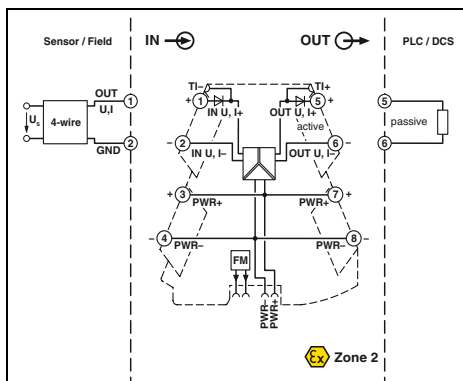 Sensor / Field
IN
OUT
PLC / DCS
OUT
U,I
4-wire
Us
GND
1
2
TI–
TI+
+ 1
5 +
IN U, I+
OUT U, I+
active
– 2
6 –
IN U, I–
OUT U, I–
+ 3
7 +
PWR+
PWR+
– 4
8 –
PWR–
PWR–
FM
PWR–
PWR+
5
6
passive
Ex Zone 2